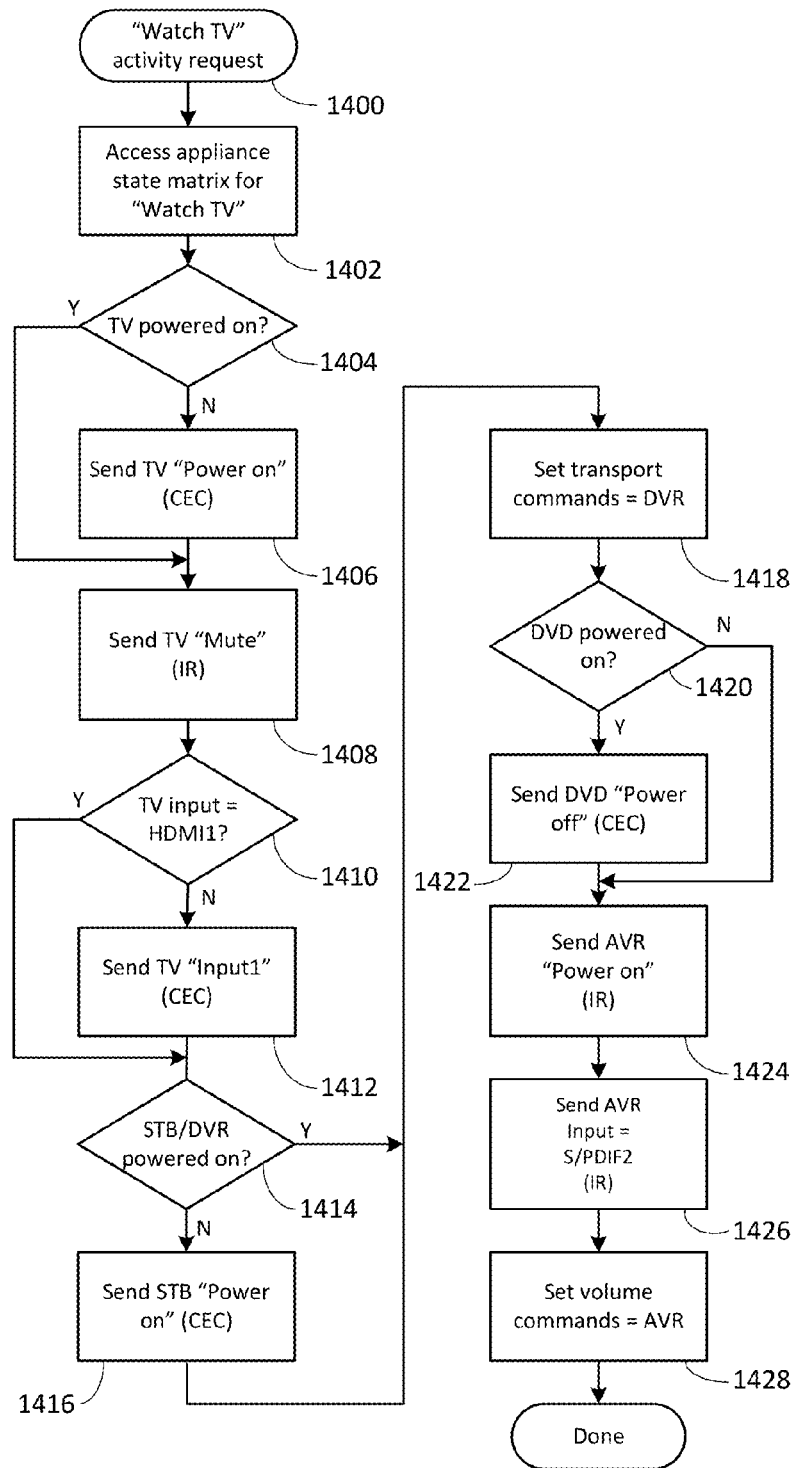 "Watch TV"
activity request
1400
Access appliance
state matrix for
"Watch TV"
1402
TV powered on?
Y
1404
N
Send TV "Power on"
(CEC)
1406
Send TV "Mute"
(IR)
1408
TV input =
HDMI1?
Y
1410
N
Send TV "Input1"
(CEC)
1412
STB/DVR
powered on?
Y
1414
N
Send STB "Power
on" (CEC)
1416
Set transport
commands = DVR
1418
DVD powered
on?
N
1420
Y
Send DVD "Power
off" (CEC)
1422
Send AVR
"Power on"
(IR)
1424
Send AVR
Input =
S/PDIF2
(IR)
1426
Set volume
commands = AVR
1428
Done